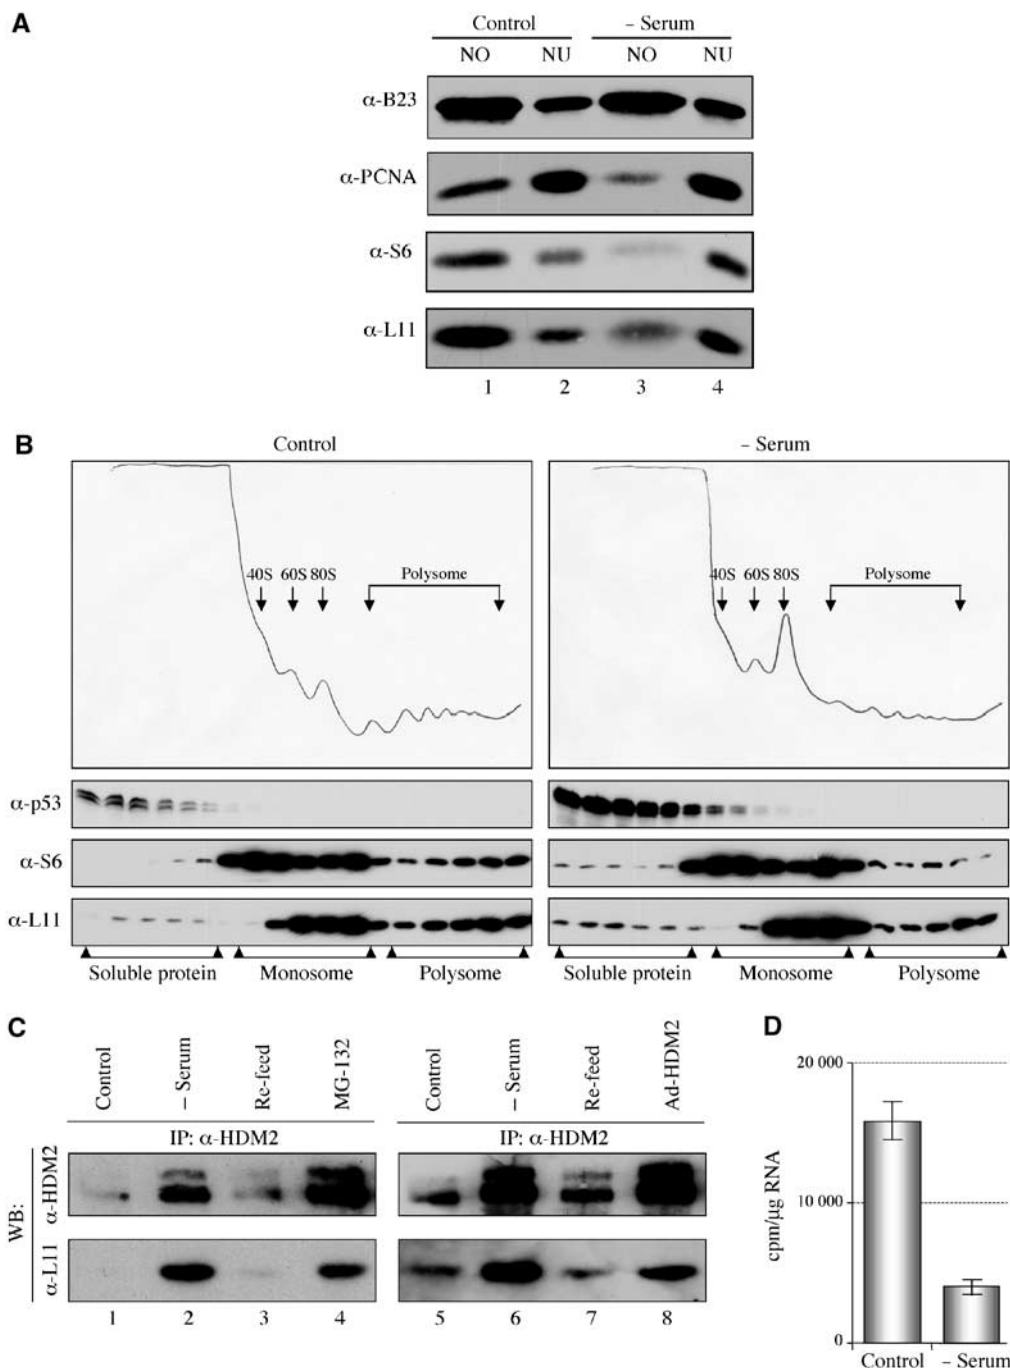 A
Control
– Serum
NO NU NO NU
α-B23
α-PCNA
α-S6
α-L11
1 2 3 4
B
Control
– Serum
40S 60S 80S Polysome
40S 60S 80S Polysome
α-p53
α-S6
α-L11
Soluble protein Monosome Polysome
Soluble protein Monosome Polysome
C
Control – Serum Re-feed MG-132
Control – Serum Re-feed Ad-HDM2
IP: α-HDM2
IP: α-HDM2
WB:
α-HDM2
α-L11
1 2 3 4 5 6 7 8
D
20 000
10 000
0
cpm/μg RNA
Control – Serum